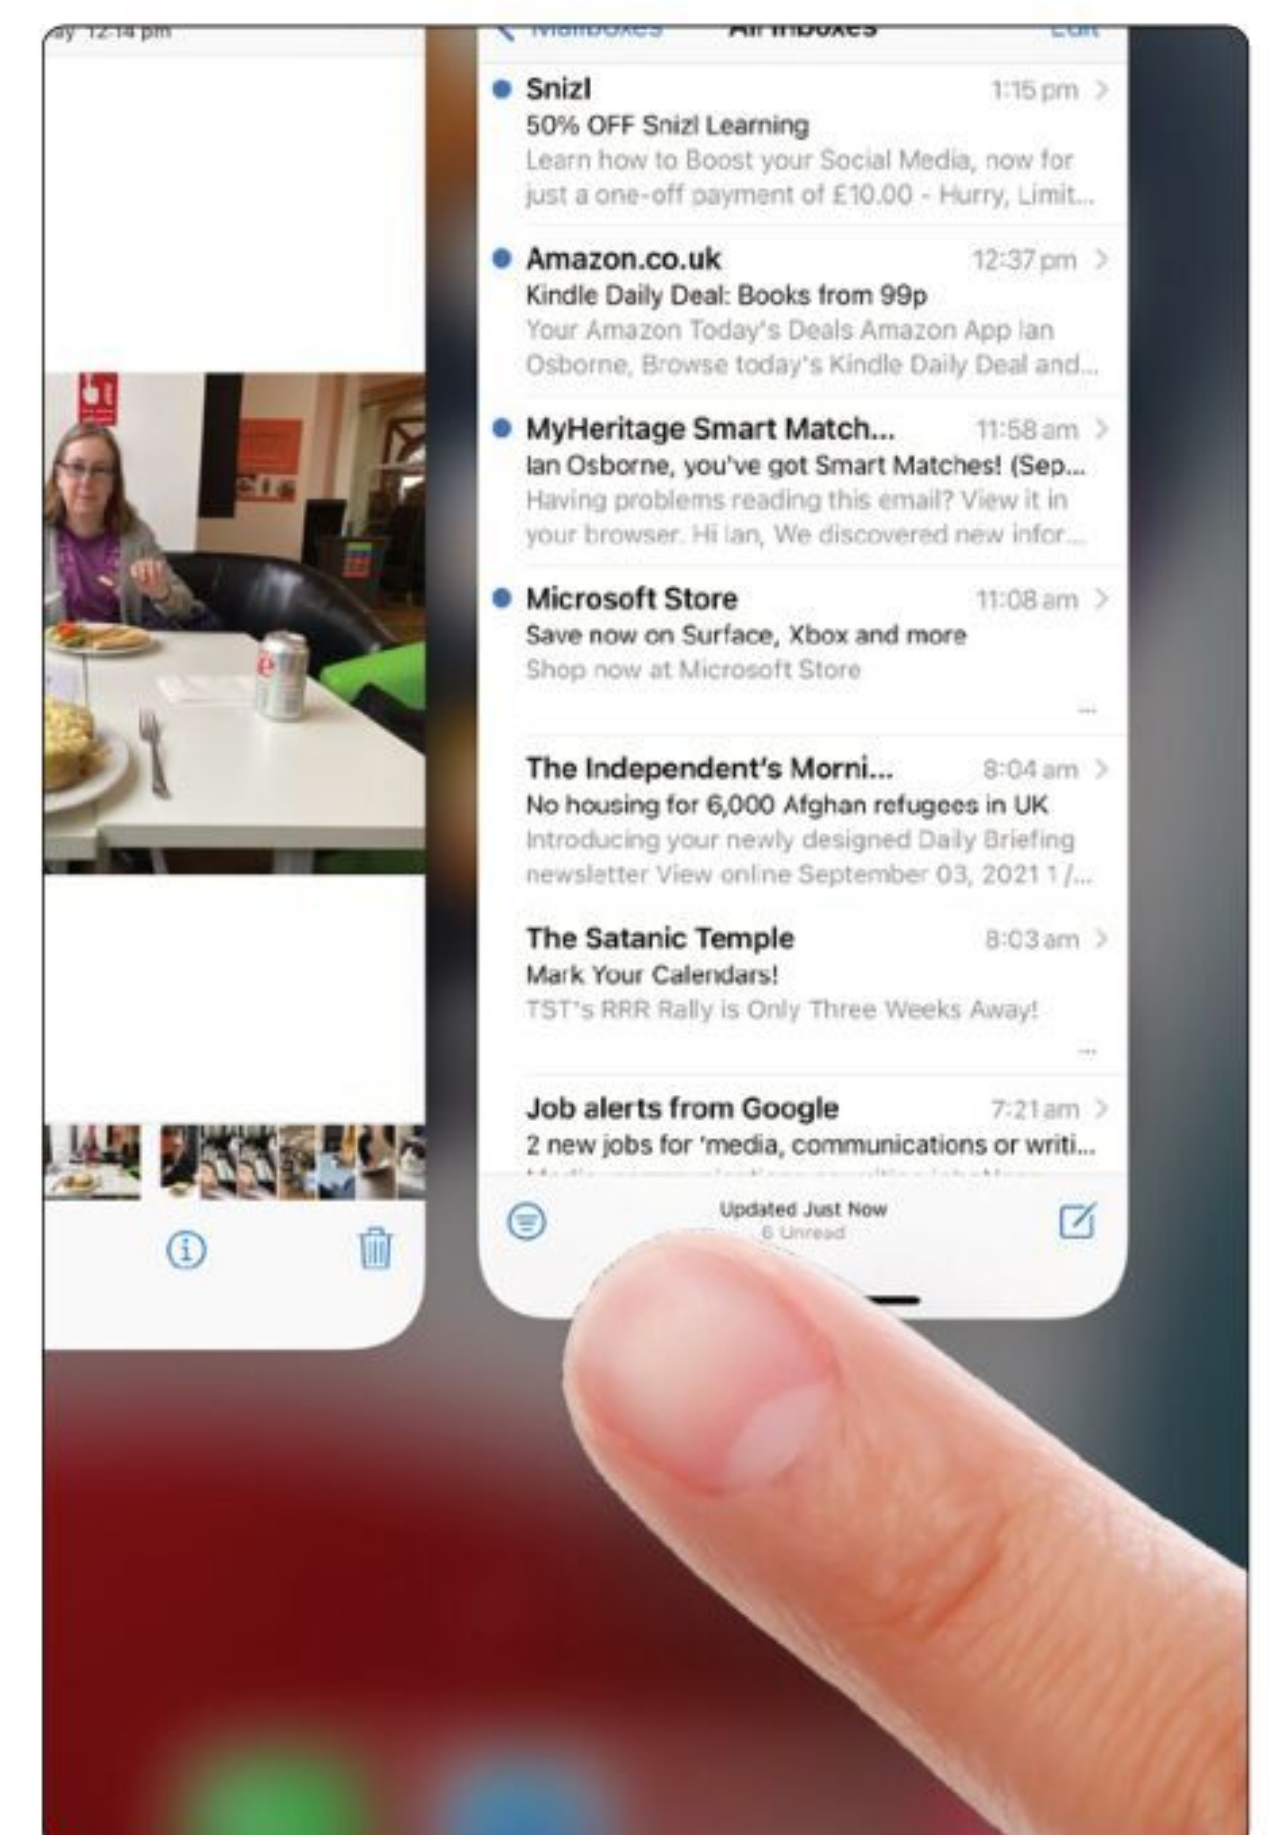 12:14 pm
Mailboxes All Inboxes Edit
Snizl 1:15 pm
50% OFF Snizl Learning
Learn how to Boost your Social Media, now for
just a one-off payment of £10.00 - Hurry, Limit...
Amazon.co.uk 12:37 pm
Kindle Daily Deal: Books from 99p
Your Amazon Today's Deals Amazon App Ian
Osborne, Browse today's Kindle Daily Deal and...
MyHeritage Smart Match... 11:58 am
Ian Osborne, you've got Smart Matches! (Sep...
Having problems reading this email? View it in
your browser. Hi Ian, We discovered new infor...
Microsoft Store 11:08 am
Save now on Surface, Xbox and more
Shop now at Microsoft Store
...
The Independent's Morni... 8:04 am
No housing for 6,000 Afghan refugees in UK
Introducing your newly designed Daily Briefing
newsletter View online September 03, 2021 1 /...
The Satanic Temple 8:03 am
Mark Your Calendars!
TST's RRR Rally is Only Three Weeks Away!
...
Job alerts from Google 7:21 am
2 new jobs for 'media, communications or writi...
Updated Just Now
6 Unread